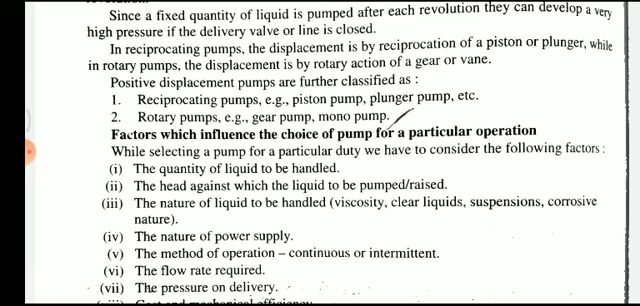 Since a fixed quantity of liquid is pumped after each revolution they can develop a very
high pressure if the delivery valve or line is closed.
In reciprocating pumps, the displacement is by reciprocation of a piston or plunger, while
in rotary pumps, the displacement is by rotary action of a gear or vane.
Positive displacement pumps are further classified as :
1. Reciprocating pumps, e.g., piston pump, plunger pump, etc.
2. Rotary pumps, e.g., gear pump, mono pump.
Factors which influence the choice of pump for a particular operation
While selecting a pump for a particular duty we have to consider the following factors :
(i) The quantity of liquid to be handled.
(ii) The head against which the liquid to be pumped/raised.
(iii) The nature of liquid to be handled (viscosity, clear liquids, suspensions, corrosive
nature).
(iv) The nature of power supply.
(v) The method of operation – continuous or intermittent.
(vi) The flow rate required.
(vii) The pressure on delivery.